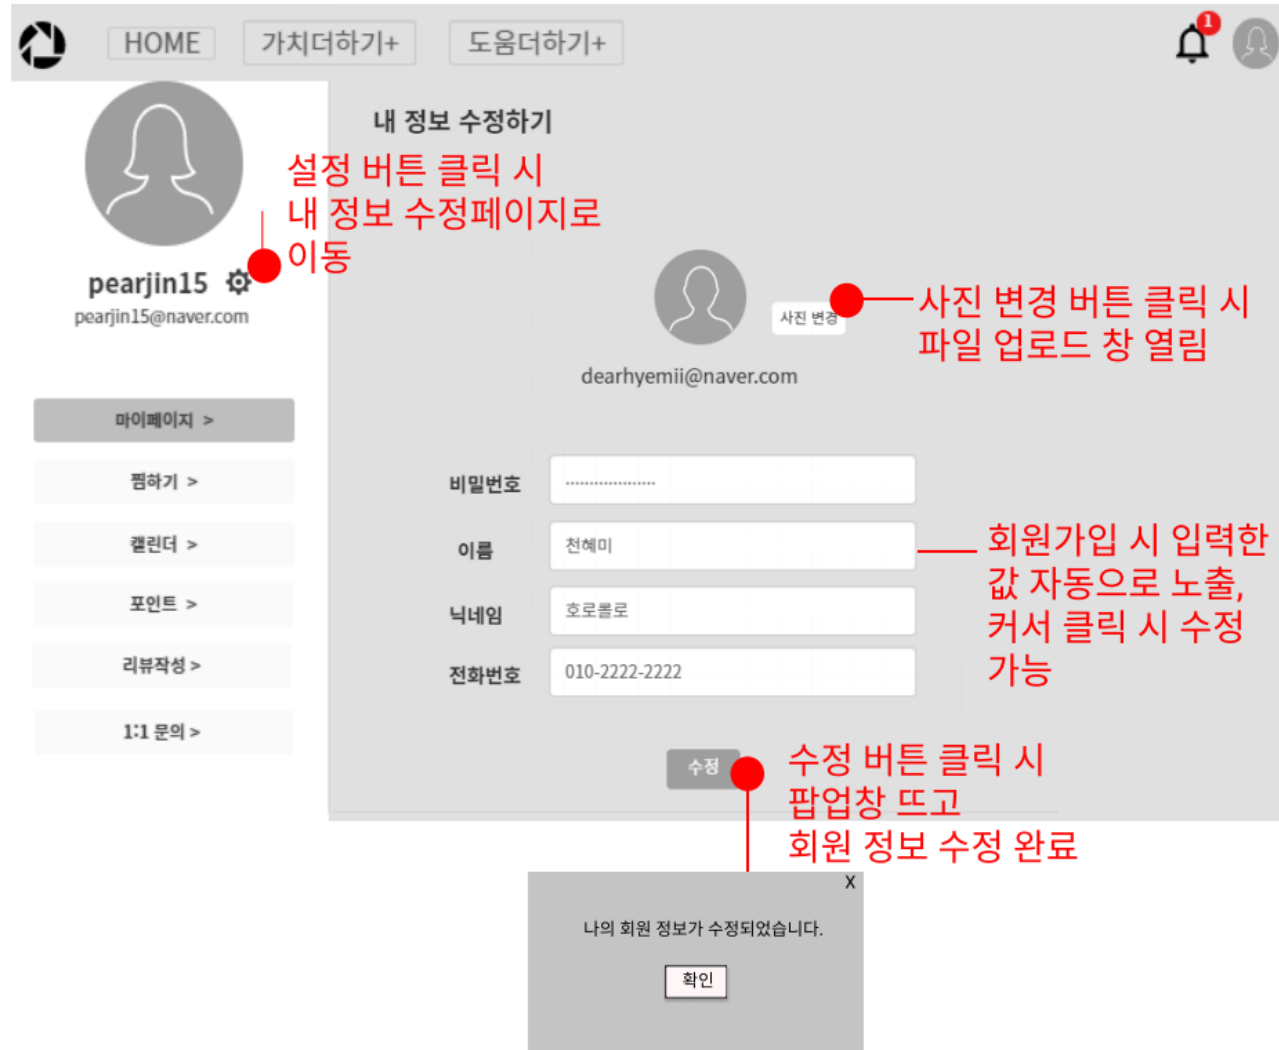 HOME
가치더하기+
도움더하기+
1
내 정보 수정하기
설정 버튼 클릭 시
내 정보 수정페이지로
이동
pearjin15
pearjin15@naver.com
사진 변경
사진 변경 버튼 클릭 시
파일 업로드 창 열림
dearhyemii@naver.com
마이페이지 >
찜하기 >
캘린더 >
포인트 >
리뷰작성 >
1:1 문의 >
비밀번호
이름
천혜미
닉네임
호로롤로
전화번호
010-2222-2222
회원가입 시 입력한
값 자동으로 노출,
커서 클릭 시 수정
가능
수정
수정 버튼 클릭 시
팝업창 뜨고
회원 정보 수정 완료
X
나의 회원 정보가 수정되었습니다.
확인